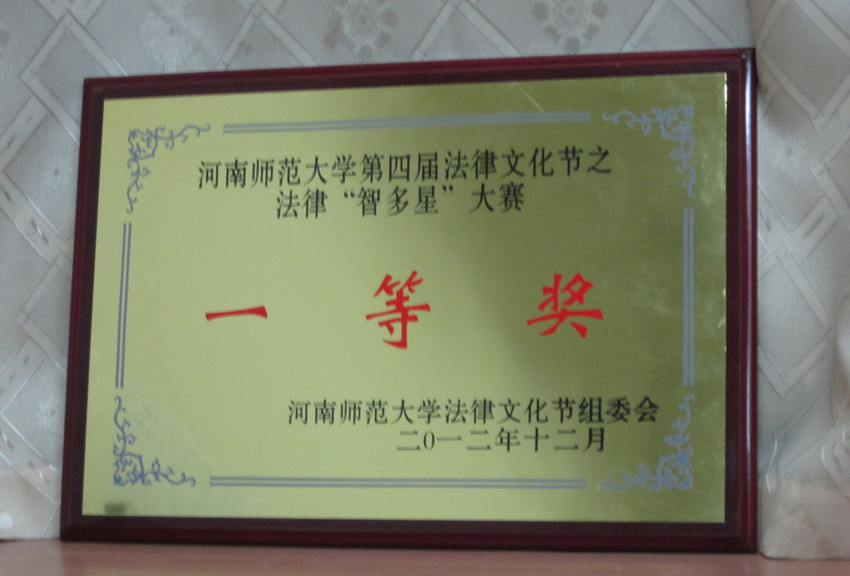 河南师范大学第四届法律文化节之
法律“智多星”大赛
一等奖
河南师范大学法律文化节组委会
二〇一二年十二月